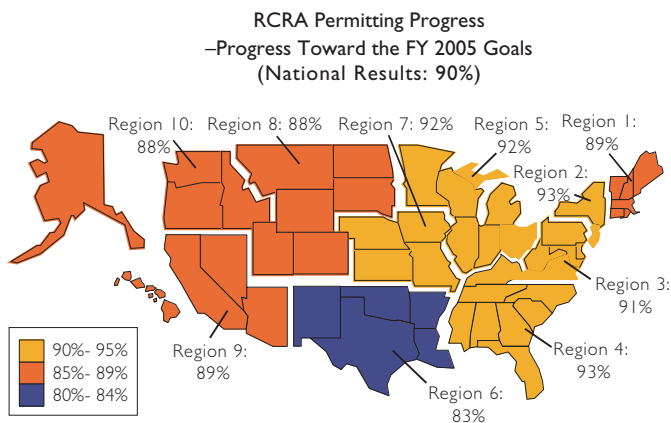 RCRA Permitting Progress
–Progress Toward the FY 2005 Goals
(National Results: 90%)
Region 10:
88%
Region 8: 88%
Region 7: 92%
Region 5:
92%
Region 1:
89%
Region 2:
93%
Region 3:
91%
Region 4:
93%
Region 6:
83%
Region 9:
89%
90%- 95%
85%- 89%
80%- 84%